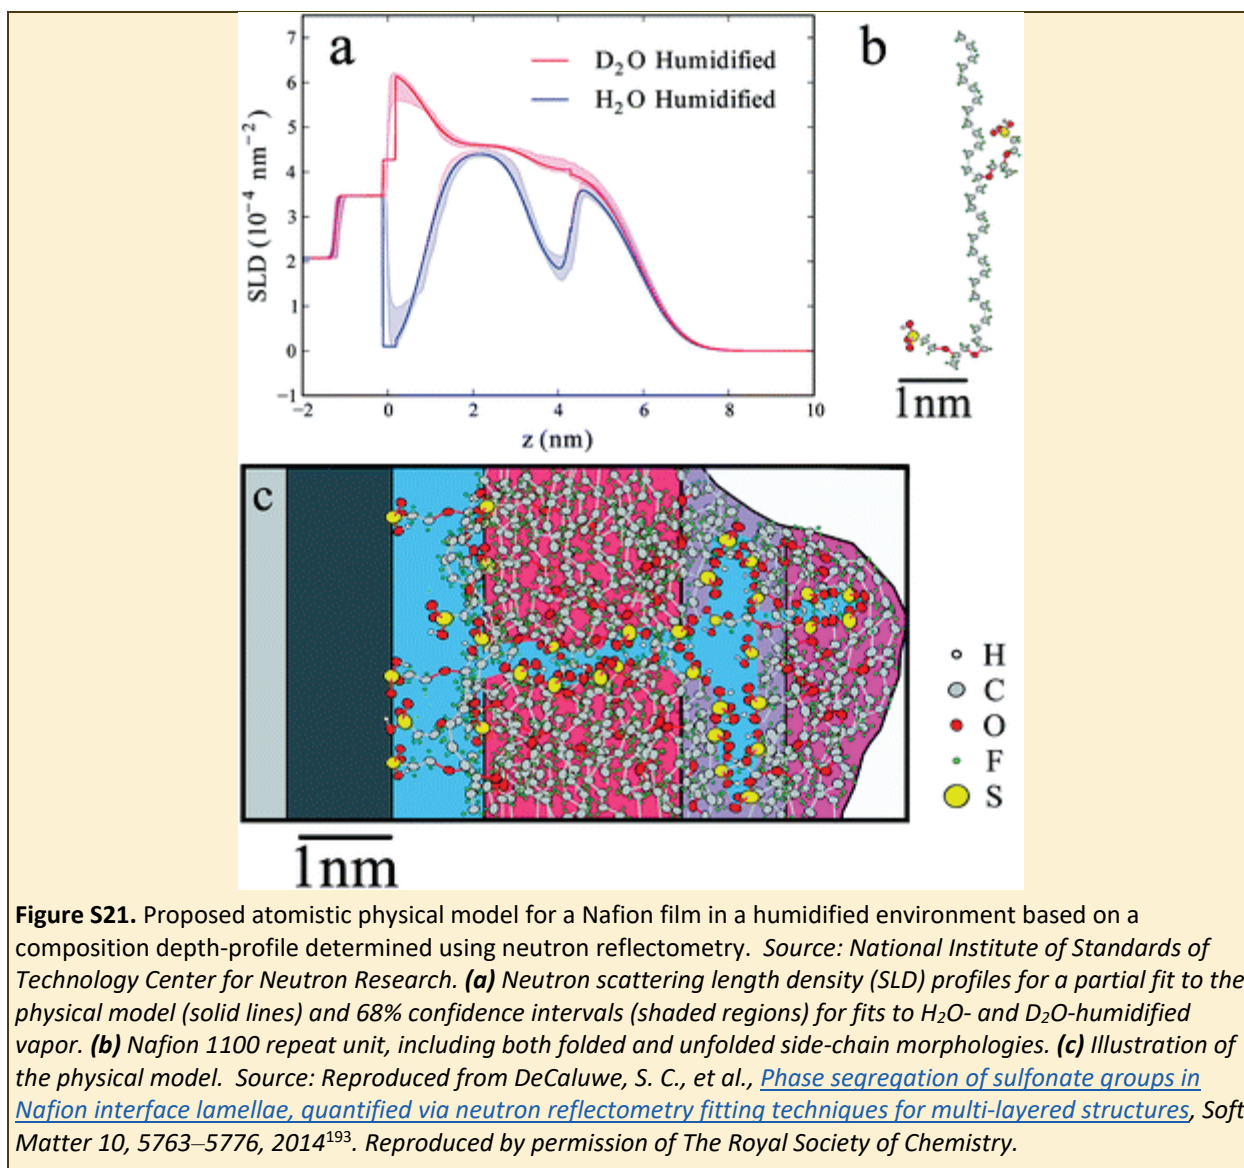 a
7
6
5
4
3
2
1
0
−1
SLD (10⁻⁴ nm⁻²)
D₂O Humidified
H₂O Humidified
−2
0
2
4
6
8
10
z (nm)
b
1nm
c
H
C
O
F
S
1nm
Figure S21. Proposed atomistic physical model for a Nafion film in a humidified environment based on a
composition depth-profile determined using neutron reflectometry. Source: National Institute of Standards of
Technology Center for Neutron Research. (a) Neutron scattering length density (SLD) profiles for a partial fit to the
physical model (solid lines) and 68% confidence intervals (shaded regions) for fits to H₂O- and D₂O-humidified
vapor. (b) Nafion 1100 repeat unit, including both folded and unfolded side-chain morphologies. (c) Illustration of
the physical model. Source: Reproduced from DeCaluwe, S. C., et al., Phase segregation of sulfonate groups in
Nafion interface lamellae, quantified via neutron reflectometry fitting techniques for multi-layered structures, Soft
Matter 10, 5763–5776, 2014¹⁹³. Reproduced by permission of The Royal Society of Chemistry.